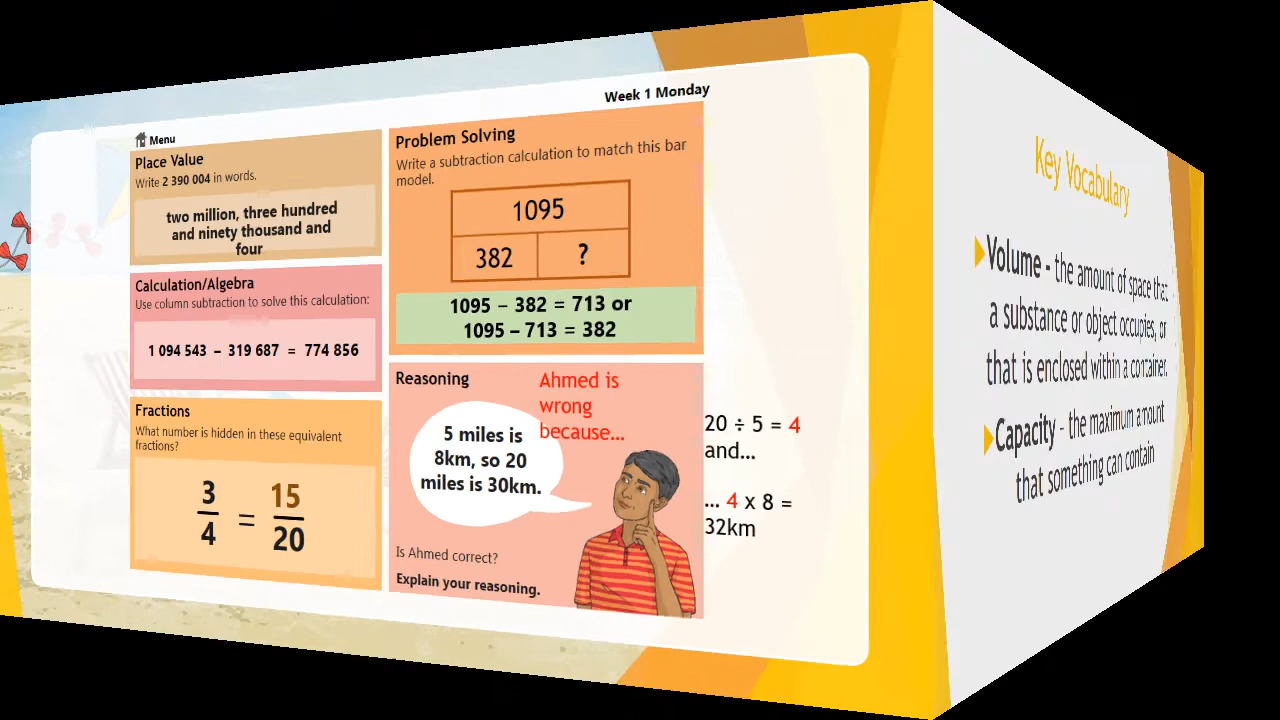 Week 1 Monday
Menu
Place Value
Write 2 390 004 in words.
two million, three hundred
and ninety thousand and
four
Calculation/Algebra
Use column subtraction to solve this calculation:
1 094 543 – 319 687 = 774 856
Fractions
What number is hidden in these equivalent
fractions?
3
4
=
15
20
Problem Solving
Write a subtraction calculation to match this bar
model.
1095
382
?
1095 – 382 = 713 or
1095 – 713 = 382
Reasoning
Ahmed is
wrong
because...
5 miles is
8km, so 20
miles is 30km.
Is Ahmed correct?
Explain your reasoning.
20 ÷ 5 = 4
and...
... 4 x 8 =
32km
Key Vocabulary
Volume - the amount of space that
a substance or object occupies, or
that is enclosed within a container.
Capacity - the maximum amount
that something can contain